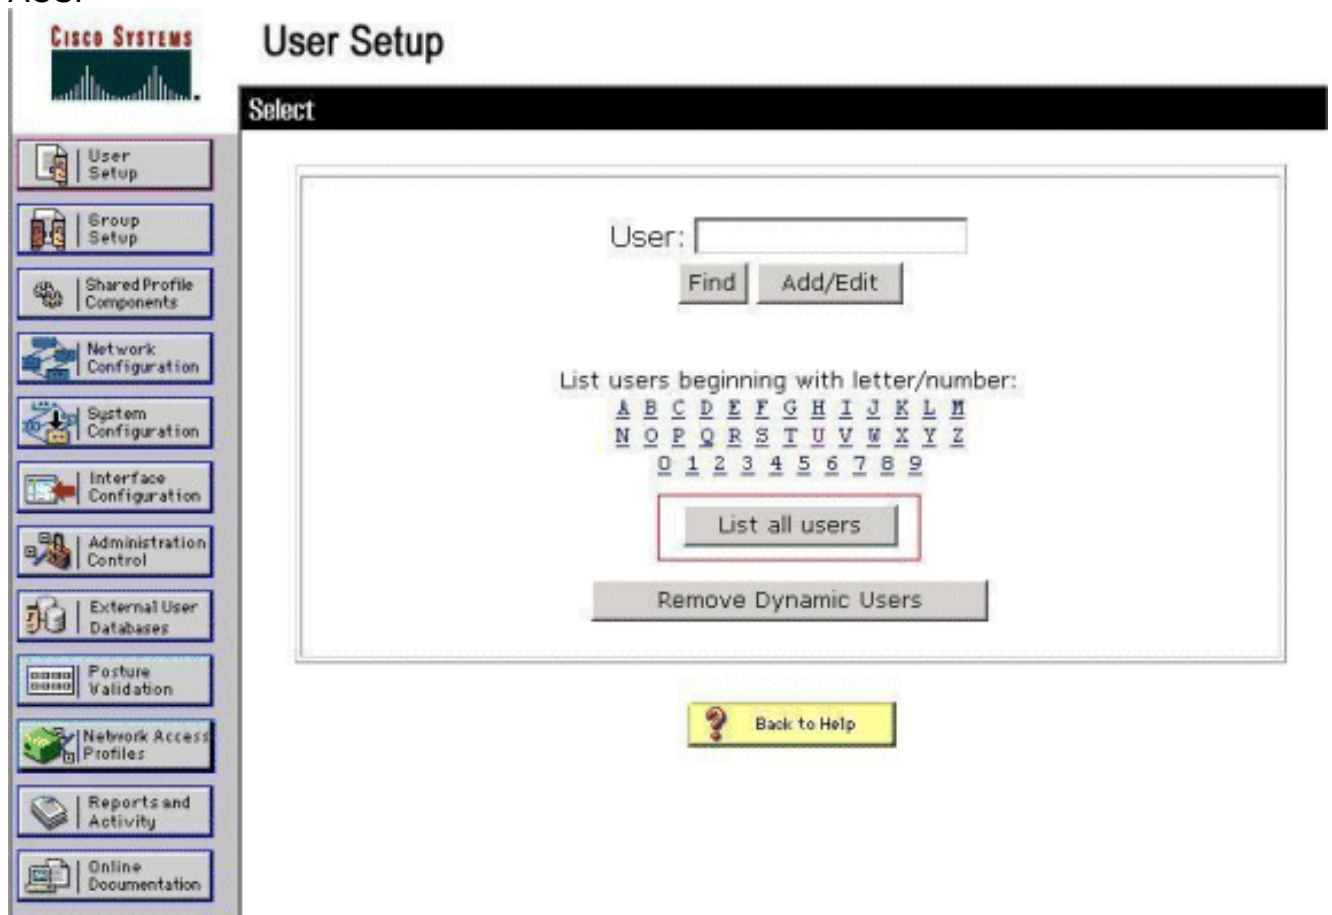 CISCO SYSTEMS
User Setup
Select
User
Setup
Group
Setup
Shared Profile
Components
Network
Configuration
System
Configuration
Interface
Configuration
Administration
Control
External User
Databases
Posture
Validation
Network Access
Profiles
Reports and
Activity
Online
Documentation
User:
Find Add/Edit
List users beginning with letter/number:
A B C D E F G H I J K L M
N O P Q R S T U V W X Y Z
0 1 2 3 4 5 6 7 8 9
List all users
Remove Dynamic Users
? Back to Help